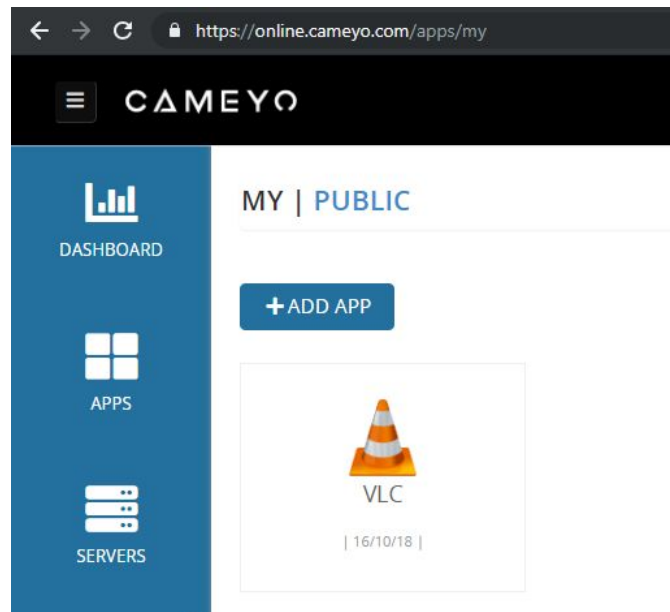 https://online.cameyo.com/apps/my
CAMEYO
MY | PUBLIC
DASHBOARD
+ADD APP
APPS
VLC
| 16/10/18 |
SERVERS